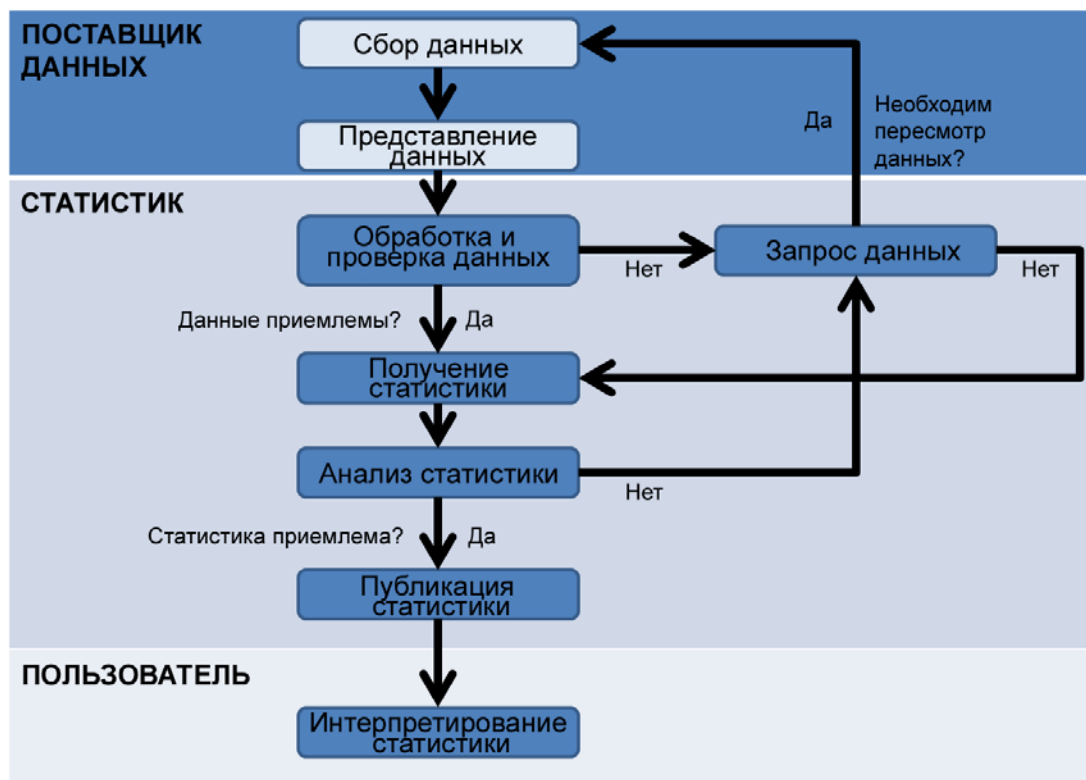 ПОСТАВЩИК
ДАННЫХ
Сбор данных
Необходим
пересмотр
данных?
Да
Представление
данных
СТАТИСТИК
Обработка и
проверка данных
Нет
Запрос данных
Нет
Данные приемлемы?
Да
Получение
статистики
Анализ статистики
Нет
Статистика приемлема?
Да
Публикация
статистики
ПОЛЬЗОВАТЕЛЬ
Интерпретирование
статистики